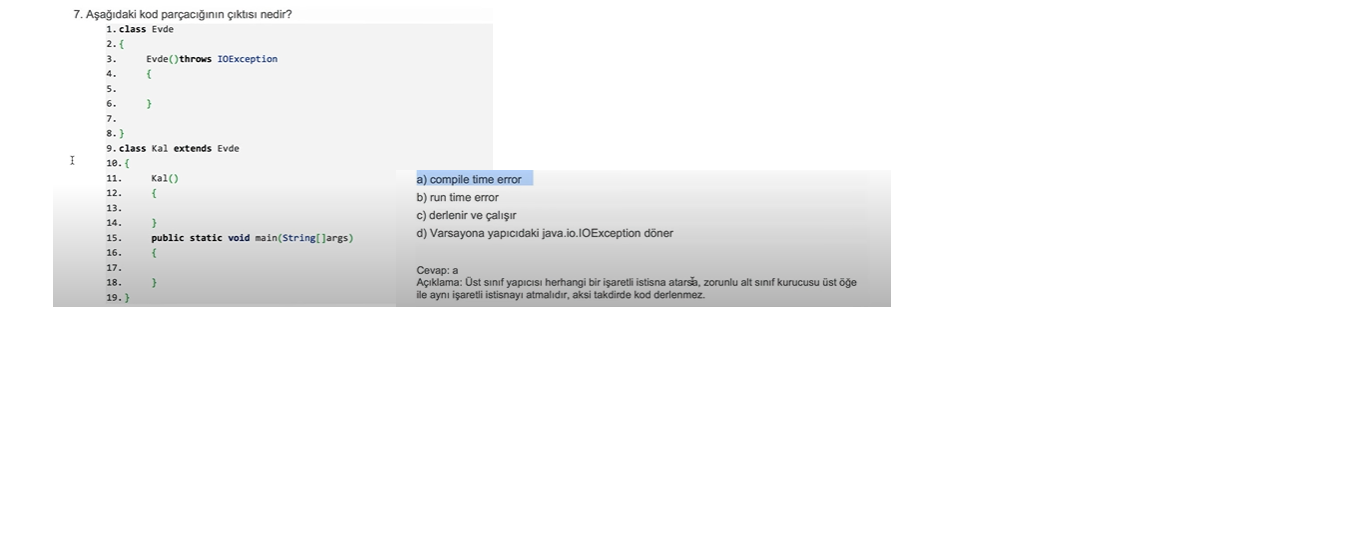 7. Aşağıdaki kod parçacığının çıktısı nedir?
1. class Evde
2. {
3. Evde()throws IOException
4. {
5.
6. }
7.
8. }
9. class Kal extends Evde
10. {
11. Kal()
12. {
13.
14. }
15. public static void main(String[]args)
16. {
17.
18. }
19. }
a) compile time error
b) run time error
c) derlenir ve çalışır
d) Varsayona yapıcıdaki java.io.IOException döner
Cevap: a
Açıklama: Üst sınıf yapıcısı herhangi bir işaretli istisna atarsa, zorunlu alt sınıf kurucusu üst öğe
ile aynı işaretli istisnayı atmalıdır, aksi takdirde kod derlenmez.